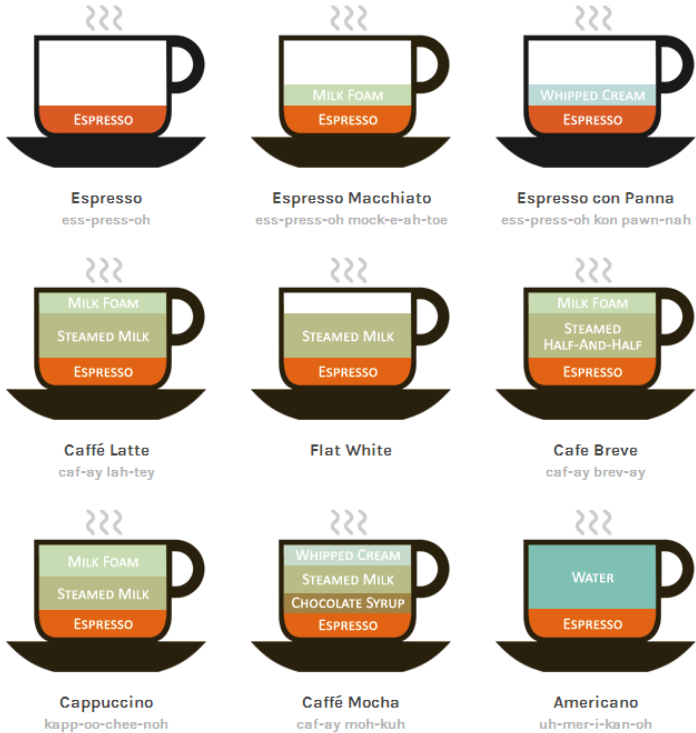 Espresso
Espresso
ess-press-oh
Milk Foam
Espresso
Espresso Macchiato
ess-press-oh mock-e-ah-toe
Whipped Cream
Espresso
Espresso con Panna
ess-press-oh kon pawn-nah
Milk Foam
Steamed Milk
Espresso
Caffé Latte
caf-ay lah-tey
Steamed Milk
Espresso
Flat White
Milk Foam
Steamed
Half-And-Half
Espresso
Cafe Breve
caf-ay brev-ay
Milk Foam
Steamed Milk
Espresso
Cappuccino
kapp-oo-chee-noh
Whipped Cream
Steamed Milk
Chocolate Syrup
Espresso
Caffé Mocha
caf-ay moh-kuh
Water
Espresso
Americano
uh-mer-i-kan-oh